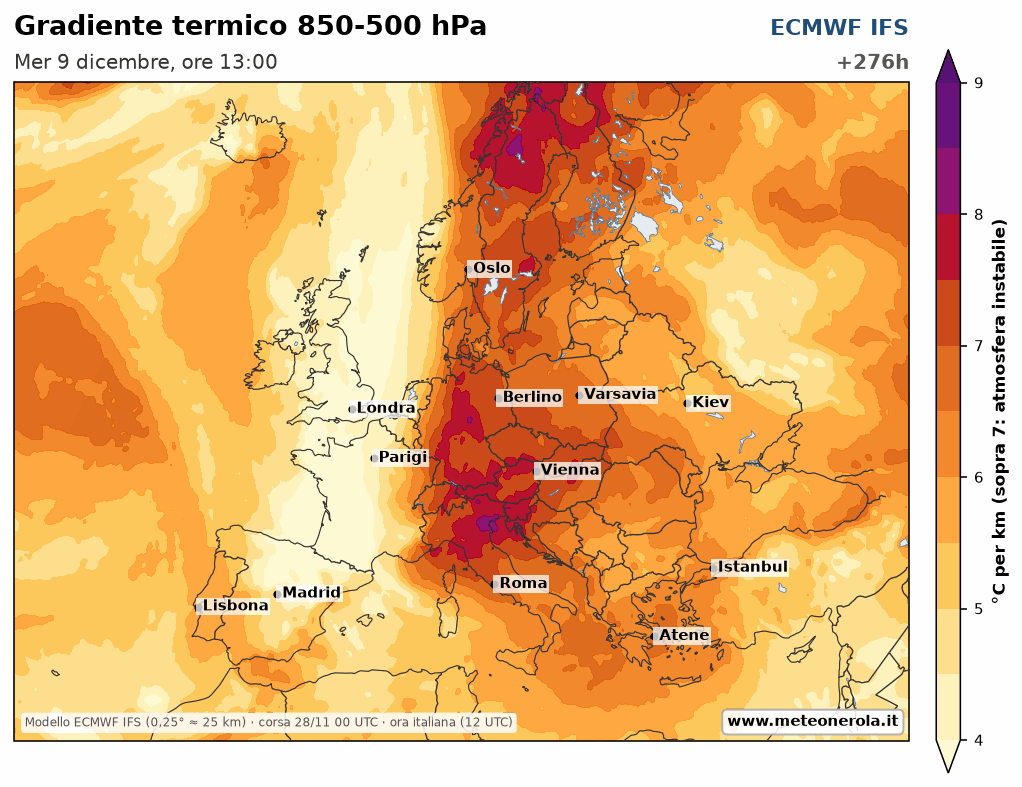 Gradiente termico 850-500 hPa
ECMWF IFS
Mer 9 dicembre, ore 13:00
+276h
9
8
7
6
5
4
°C per km (sopra 7: atmosfera instabile)
Oslo
Berlino
Varsavia
Kiev
Londra
Parigi
Vienna
Istanbul
Roma
Madrid
Lisbona
Atene
Modello ECMWF IFS (0,25° ≈ 25 km) · corsa 28/11 00 UTC · ora italiana (12 UTC)
www.meteonerola.it